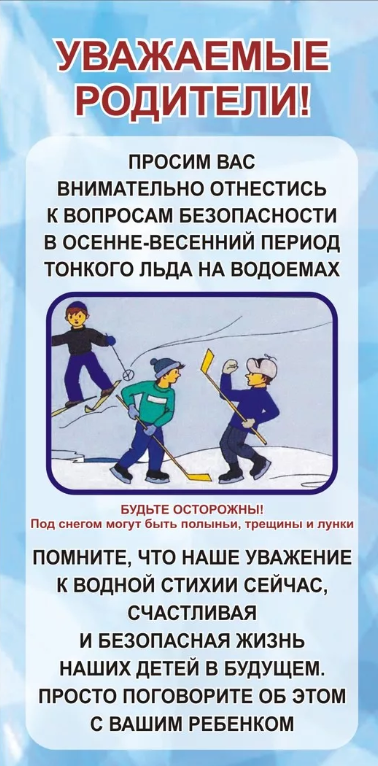 УВАЖАЕМЫЕ
РОДИТЕЛИ!
ПРОСИМ ВАС
ВНИМАТЕЛЬНО ОТНЕСТИСЬ
К ВОПРОСАМ БЕЗОПАСНОСТИ
В ОСЕННЕ-ВЕСЕННИЙ ПЕРИОД
ТОНКОГО ЛЬДА НА ВОДОЕМАХ
БУДЬТЕ ОСТОРОЖНЫ!
Под снегом могут быть полыньи, трещины и лунки
ПОМНИТЕ, ЧТО НАШЕ УВАЖЕНИЕ
К ВОДНОЙ СТИХИИ СЕЙЧАС,
СЧАСТЛИВАЯ
И БЕЗОПАСНАЯ ЖИЗНЬ
НАШИХ ДЕТЕЙ В БУДУЩЕМ.
ПРОСТО ПОГОВОРИТЕ ОБ ЭТОМ
С ВАШИМ РЕБЕНКОМ